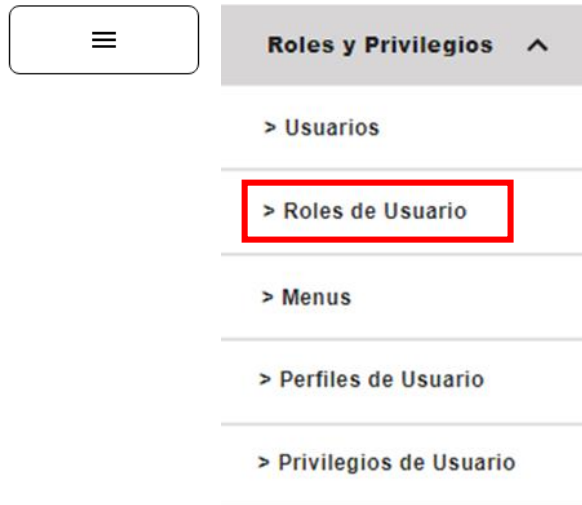 Roles y Privilegios
> Usuarios
> Roles de Usuario
> Menus
> Perfiles de Usuario
> Privilegios de Usuario